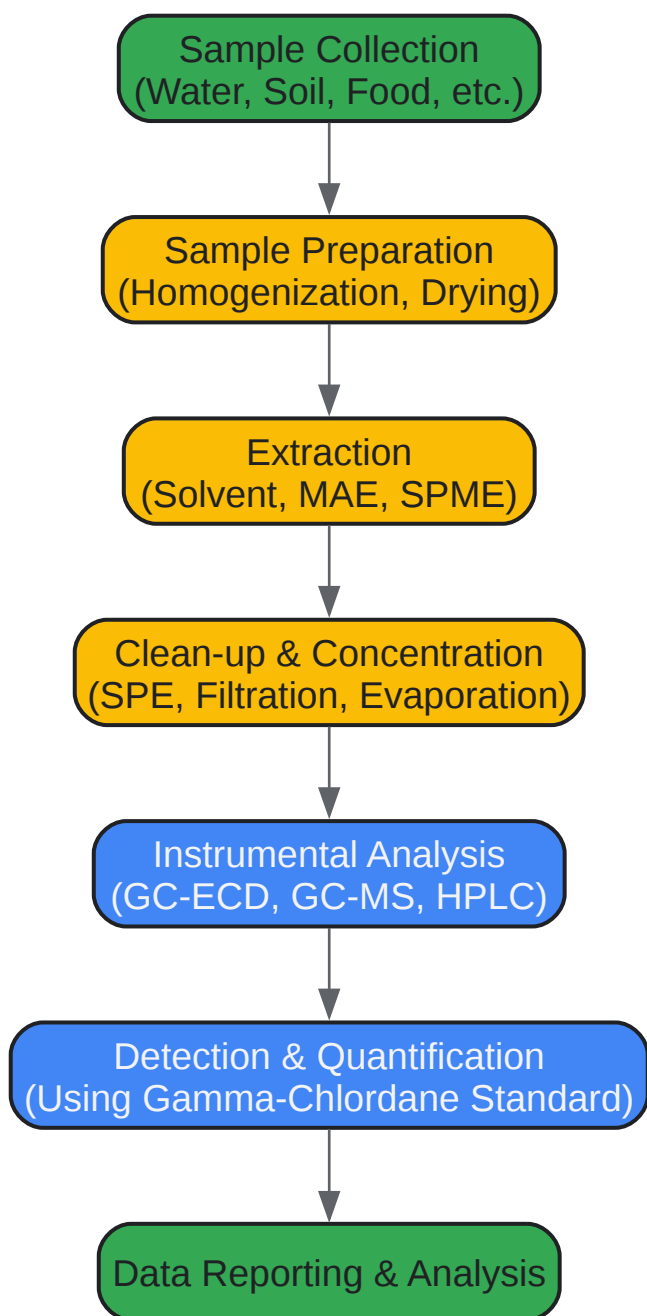 Sample Collection
(Water, Soil, Food, etc.)
Sample Preparation
(Homogenization, Drying)
Extraction
(Solvent, MAE, SPME)
Clean-up & Concentration
(SPE, Filtration, Evaporation)
Instrumental Analysis
(GC-ECD, GC-MS, HPLC)
Detection & Quantification
(Using Gamma-Chlordane Standard)
Data Reporting & Analysis